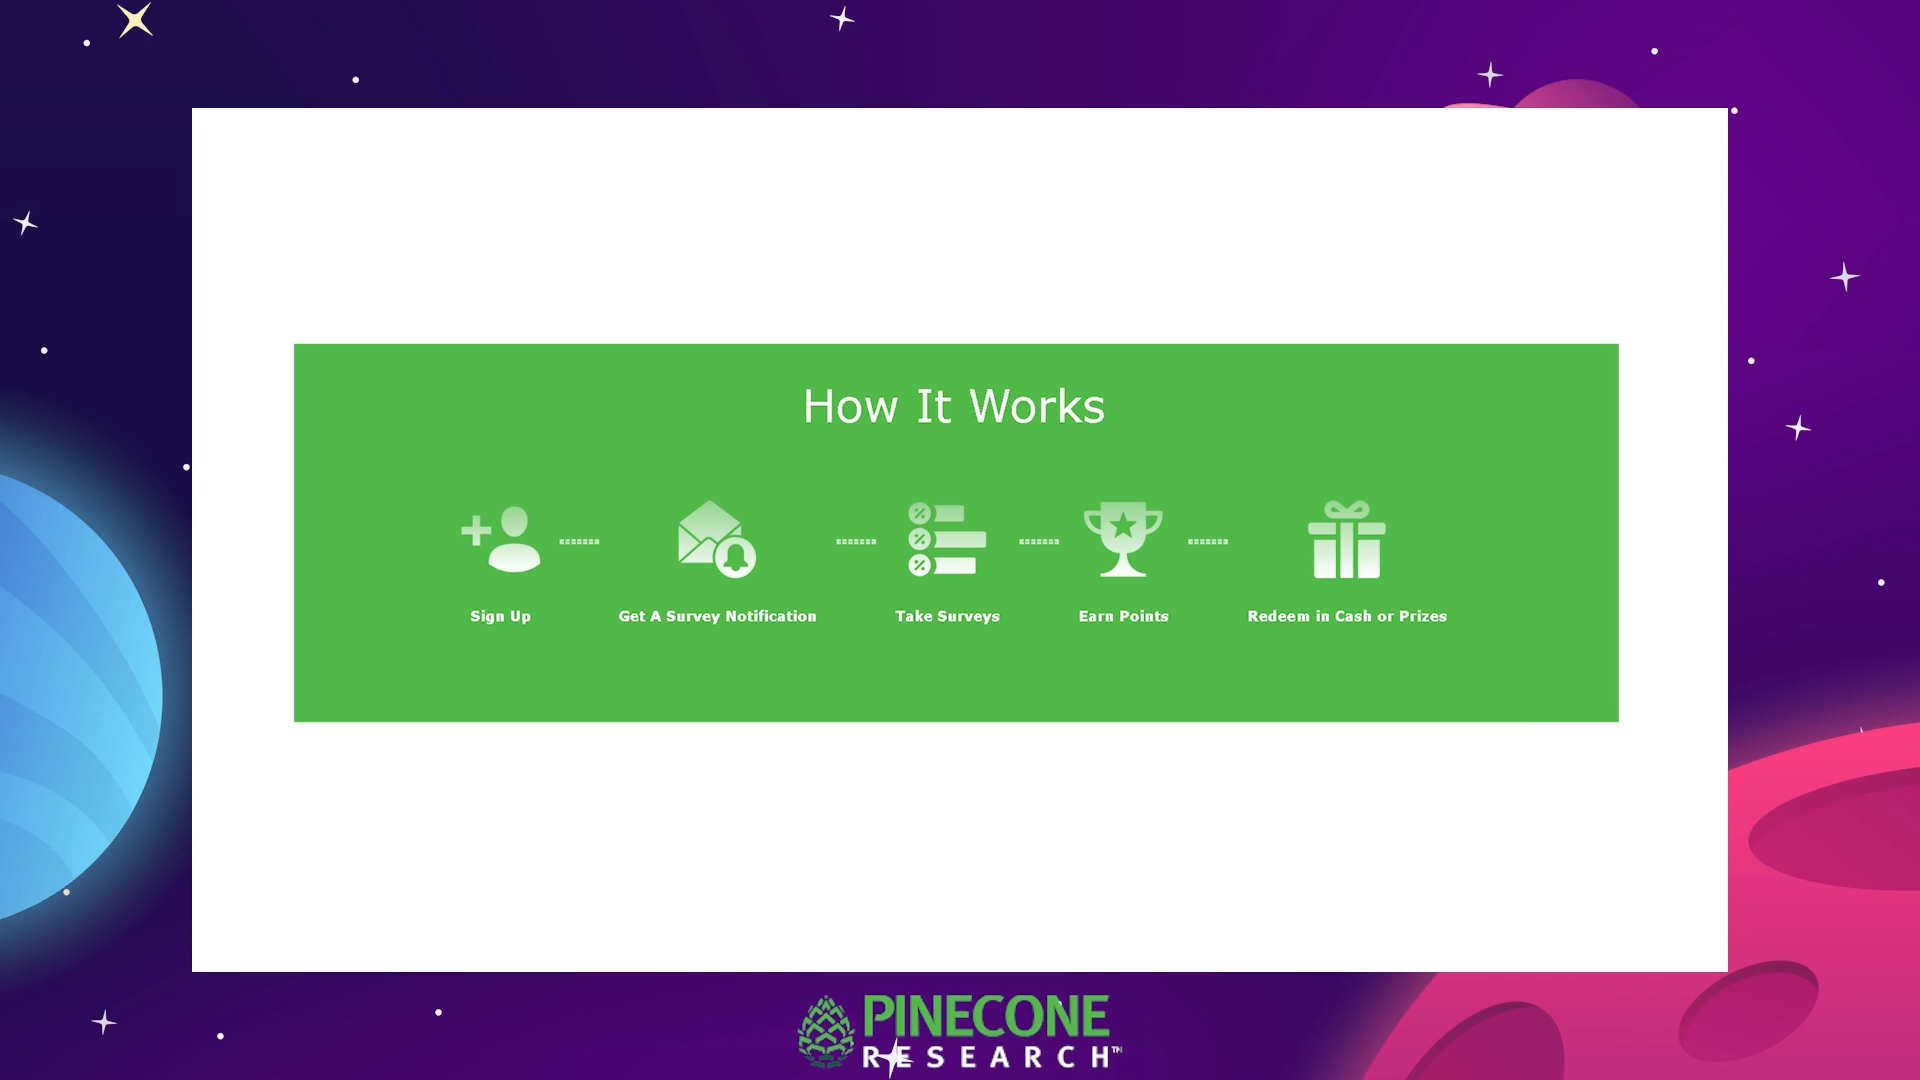 How It Works
Sign Up
Get A Survey Notification
Take Surveys
Earn Points
Redeem in Cash or Prizes
PINECONE
RESEARCH™